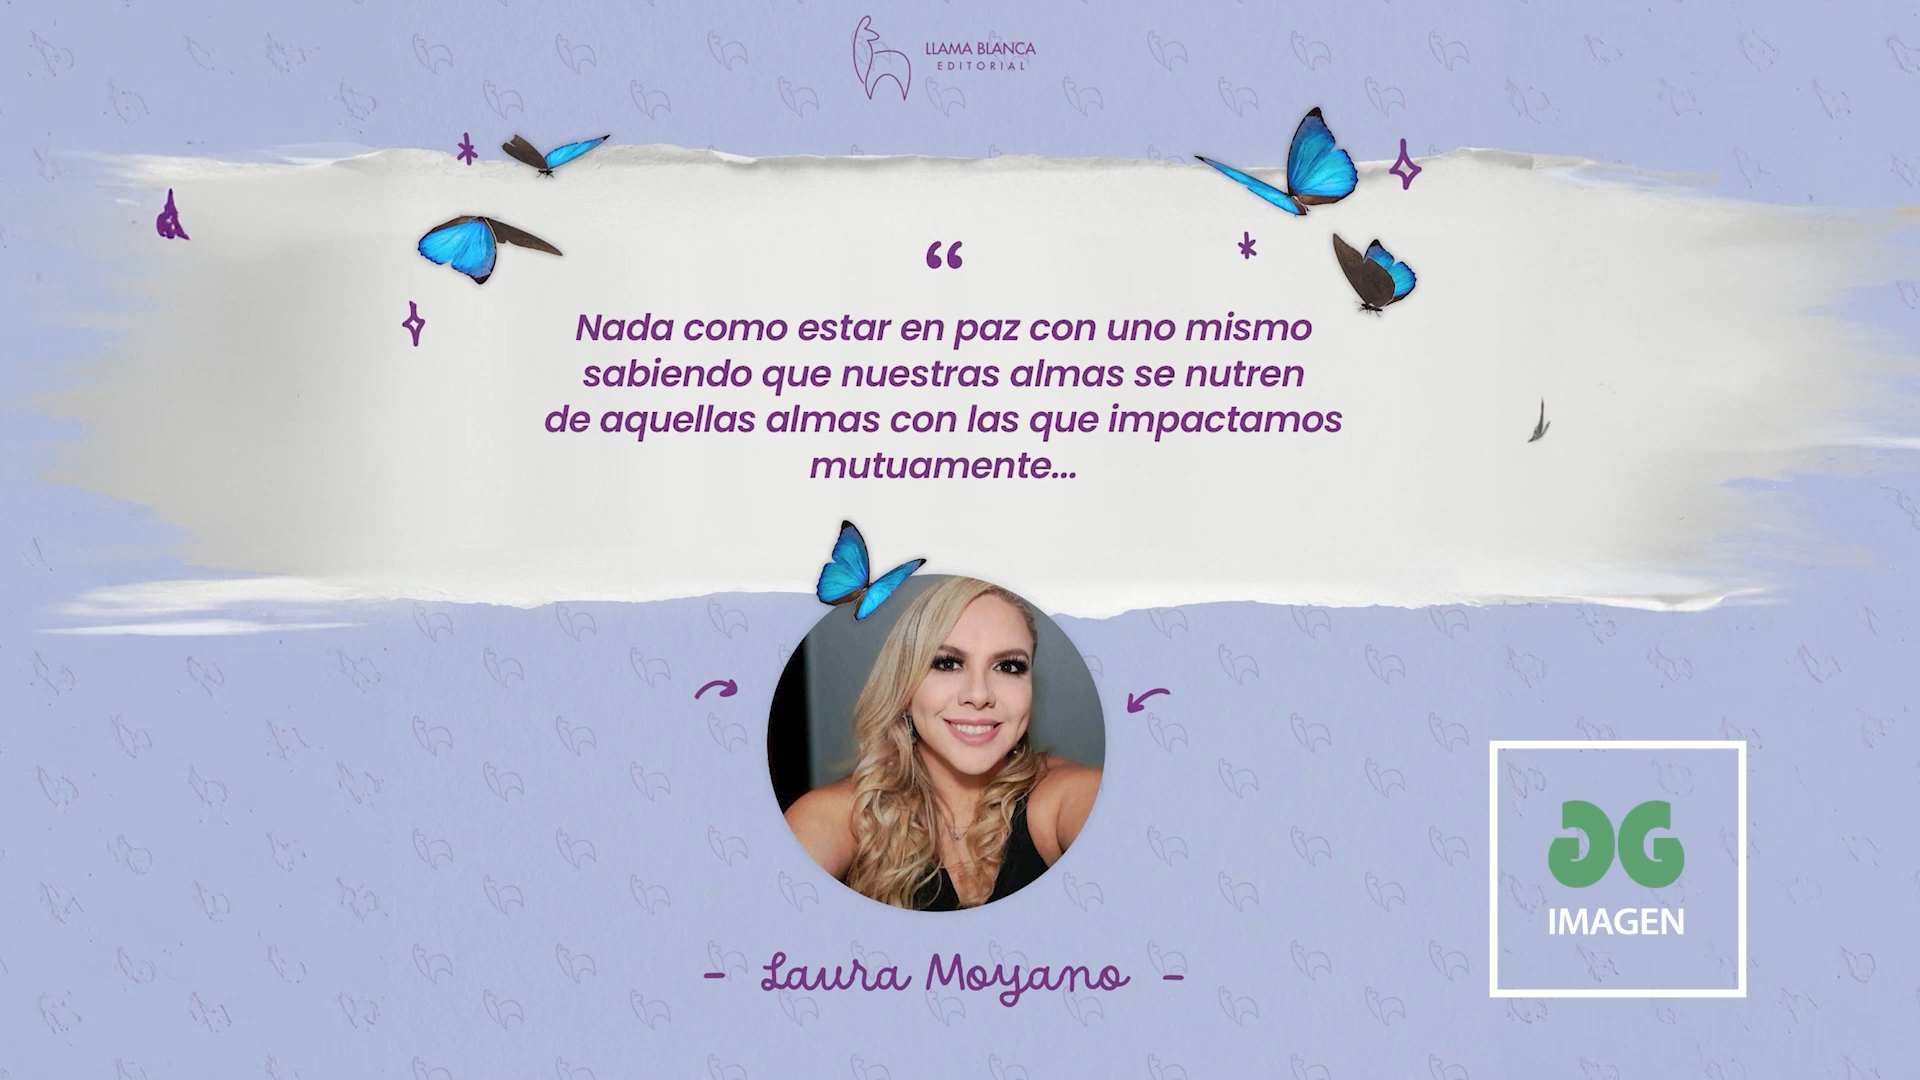 LLAMA BLANCA
EDITORIAL
“
Nada como estar en paz con uno mismo
sabiendo que nuestras almas se nutren
de aquellas almas con las que impactamos
mutuamente...
- Laura Moyano -
GG
IMAGEN